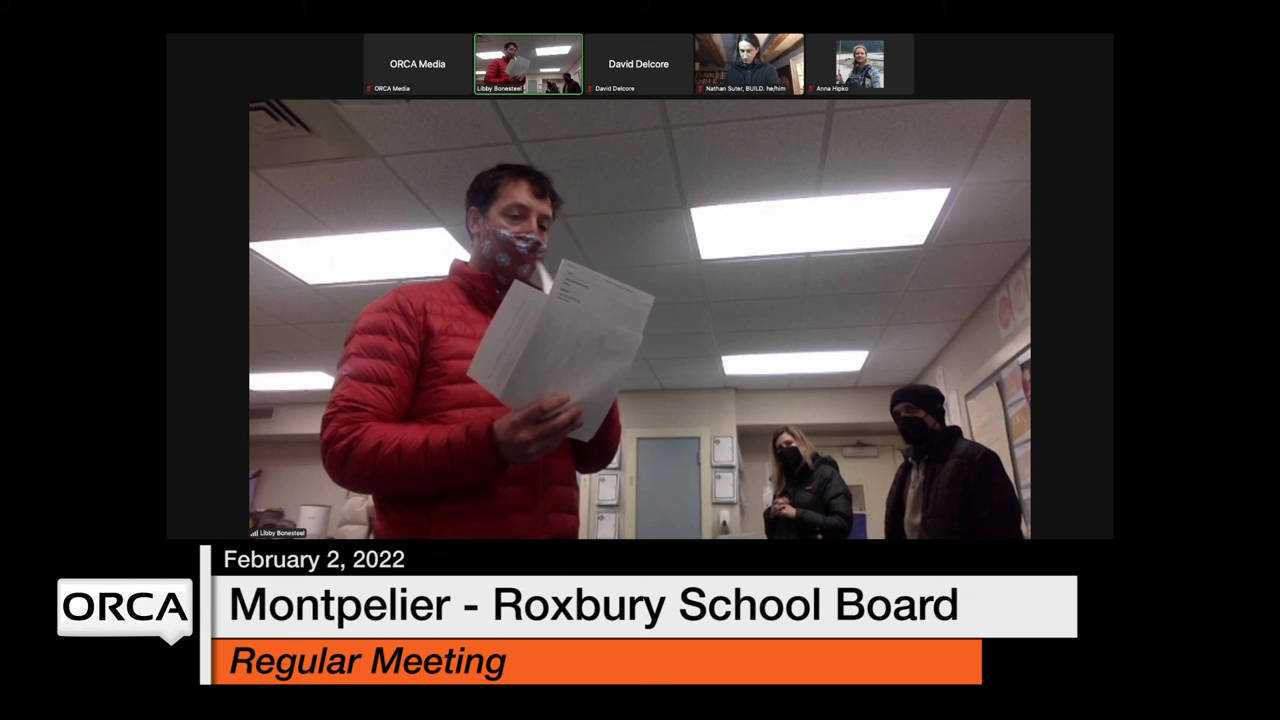 ORCA Media
David Delcore
ORCA Media
Libby Bonesteel
David Delcore
Nathan Suter, BUILD. he/him
Anna Hipko
Libby Bonesteel
February 2, 2022
ORCA
Montpelier - Roxbury School Board
Regular Meeting